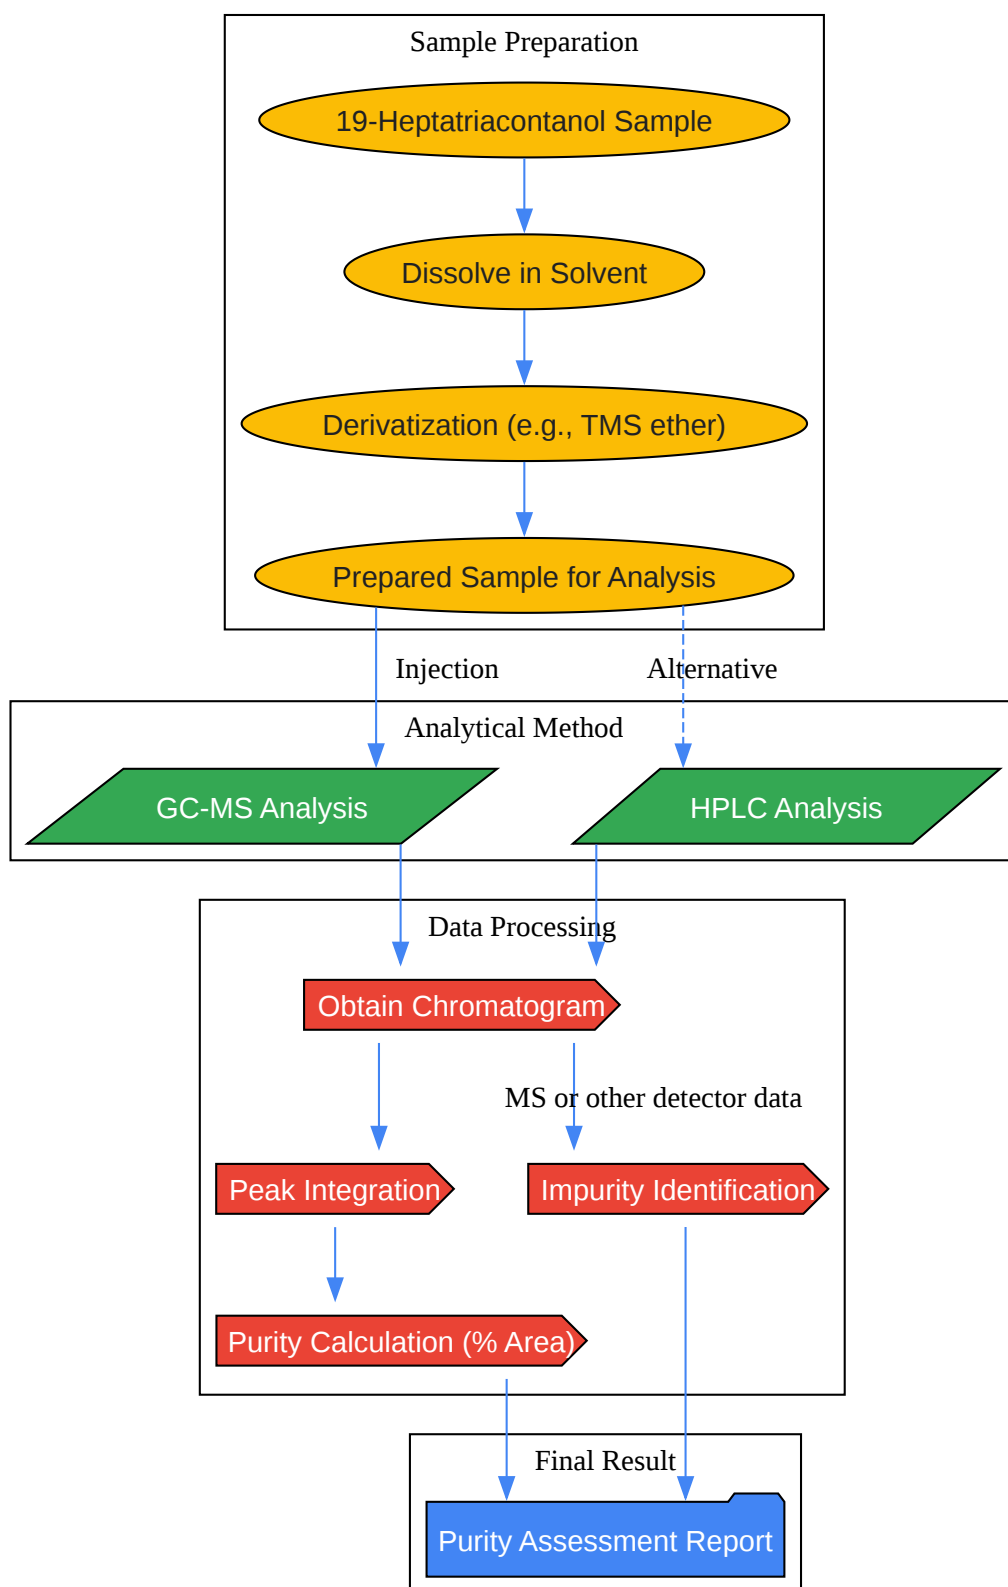 Sample Preparation
19-Heptatriacontanol Sample
Dissolve in Solvent
Derivatization (e.g., TMS ether)
Prepared Sample for Analysis
Injection
Alternative
Analytical Method
GC-MS Analysis
HPLC Analysis
Data Processing
Obtain Chromatogram
MS or other detector data
Peak Integration
Impurity Identification
Purity Calculation (% Area)
Final Result
Purity Assessment Report